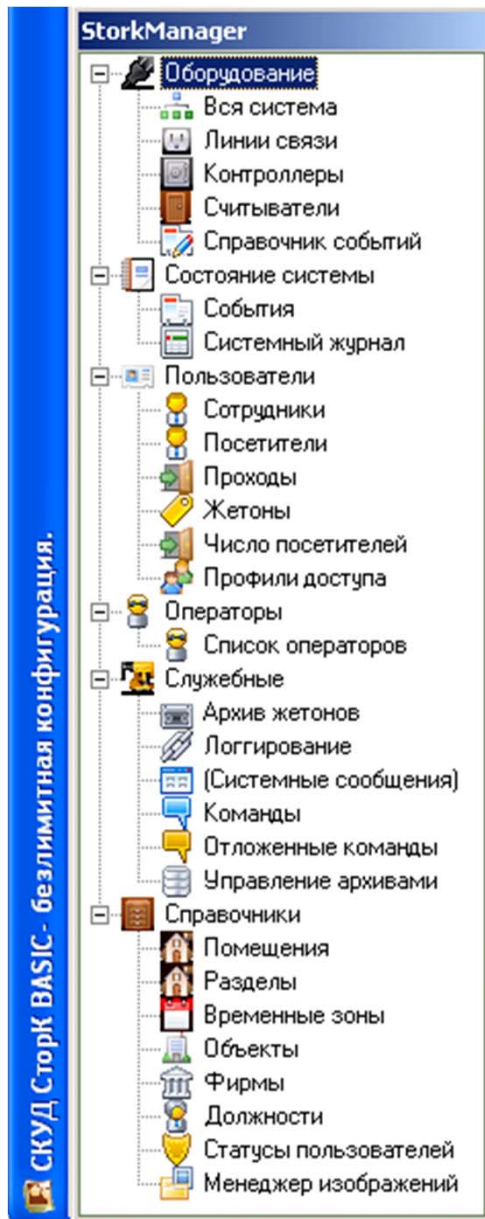 StorkManager
Оборудование
Вся система
Линии связи
Контроллеры
Считыватели
Справочник событий
Состояние системы
События
Системный журнал
Пользователи
Сотрудники
Посетители
Проходы
Жетоны
Число посетителей
Профили доступа
Операторы
Список операторов
Служебные
Архив жетонов
Логгирование
(Системные сообщения)
Команды
Отложенные команды
Управление архивами
Справочники
Помещения
Разделы
Временные зоны
Объекты
Фирмы
Должности
Статусы пользователей
Менеджер изображений
СКУД СторК BASIC- безлимитная конфигурация.